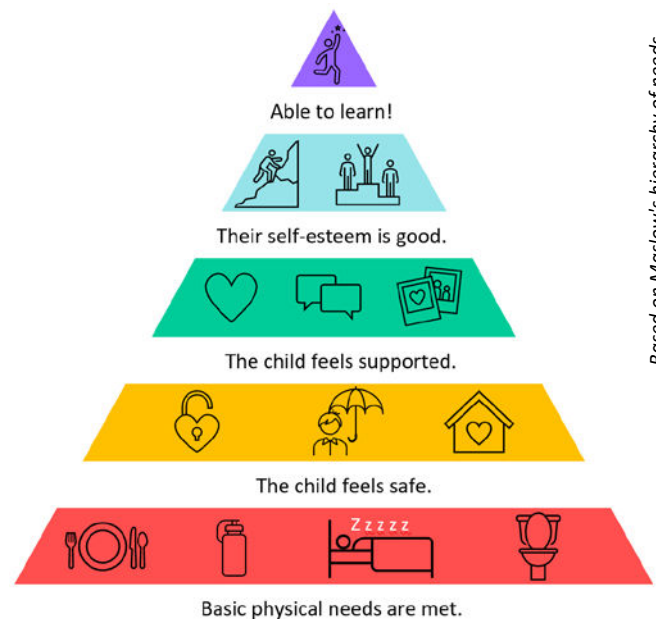 Able to learn!
Their self-esteem is good.
The child feels supported.
The child feels safe.
Z z z z z
Basic physical needs are met.
Based on Maslow's hierarchy of needs